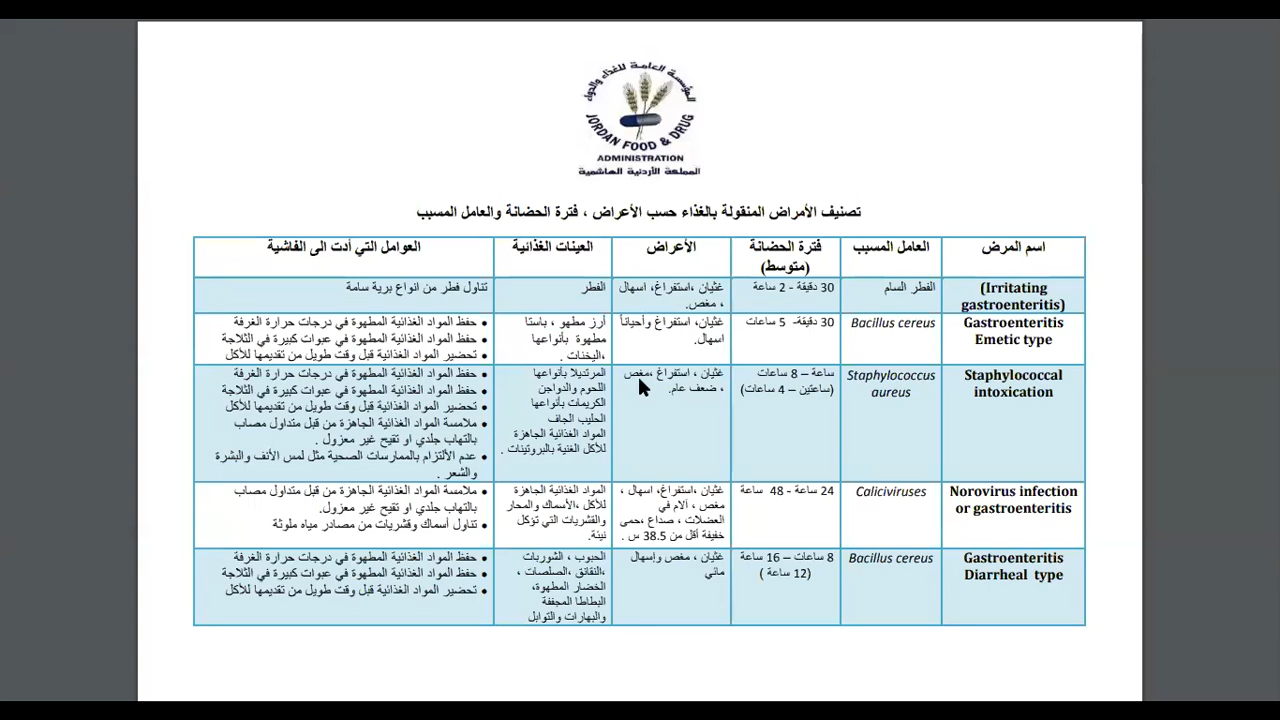 المؤسسة العامة للغذاء والدواء
JORDAN FOOD & DRUG
ADMINISTRATION
المملكة الأردنية الهاشمية
تصنيف الأمراض المنقولة بالغذاء حسب الأعراض ، فترة الحضانة والعامل المسبب
اسم المرض
العامل المسبب
فترة الحضانة
(متوسط)
الأعراض
العينات الغذائية
العوامل التي أدت الى الفاشية
(Irritating
gastroenteritis)
الفطر السام
30 دقيقة - 2 ساعة
غثيان ،استفراغ، اسهال
، مغص.
الفطر
تناول فطر من انواع برية سامة
Gastroenteritis
Emetic type
Bacillus cereus
30 دقيقة- 5 ساعات
غثيان، استفراغ وأحياناً
اسهال.
أرز مطهو ، باستا
مطهوة بأنواعها
،اليخنات .
• حفظ المواد الغذائية المطهوة في درجات حرارة الغرفة
• حفظ المواد الغذائية المطهوة في عبوات كبيرة في الثلاجة
• تحضير المواد الغذائية قبل وقت طويل من تقديمها للأكل
Staphylococcal
intoxication
Staphylococcus
aureus
ساعة – 8 ساعات
(ساعتين – 4 ساعات)
غثيان ، استفراغ ،مغص
، ضعف عام.
المرتديلا بأنواعها
اللحوم والدواجن
الكريمات بأنواعها
الحليب الجاف
المواد الغذائية الجاهزة
للأكل الغنية بالبروتينات .
• حفظ المواد الغذائية المطهوة في درجات حرارة الغرفة
• حفظ المواد الغذائية المطهوة في عبوات كبيرة في الثلاجة
• تحضير المواد الغذائية قبل وقت طويل من تقديمها للأكل
• ملامسة المواد الغذائية الجاهزة من قبل متداول مصاب
بالتهاب جلدي او تقيح غير معزول .
• عدم الألتزام بالممارسات الصحية مثل لمس الأنف والبشرة
والشعر .
Norovirus infection
or gastroenteritis
Caliciviruses
24 ساعة - 48 ساعة
غثيان ،استفراغ، اسهال ،
مغص ، آلام في
العضلات ، صداع ،حمى
خفيفة أقل من 38.5 س .
المواد الغذائية الجاهزة
للأكل ،الأسماك والمحار
والقشريات التي تؤكل
نيئة.
• ملامسة المواد الغذائية الجاهزة من قبل متداول مصاب
بالتهاب جلدي او تقيح غير معزول.
• تناول أسماك وقشريات من مصادر مياه ملوثة
Gastroenteritis
Diarrheal type
Bacillus cereus
8 ساعات – 16 ساعة
(12 ساعة )
غثيان ، مغص وإسهال
مائي
الحبوب ، الشوربات
،النقانق ، الصلصات ،
الخضار المطهوة،
البطاطا المجففة
والبهارات والتوابل
• حفظ المواد الغذائية المطهوة في درجات حرارة الغرفة
• حفظ المواد الغذائية المطهوة في عبوات كبيرة في الثلاجة
• تحضير المواد الغذائية قبل وقت طويل من تقديمها للأكل